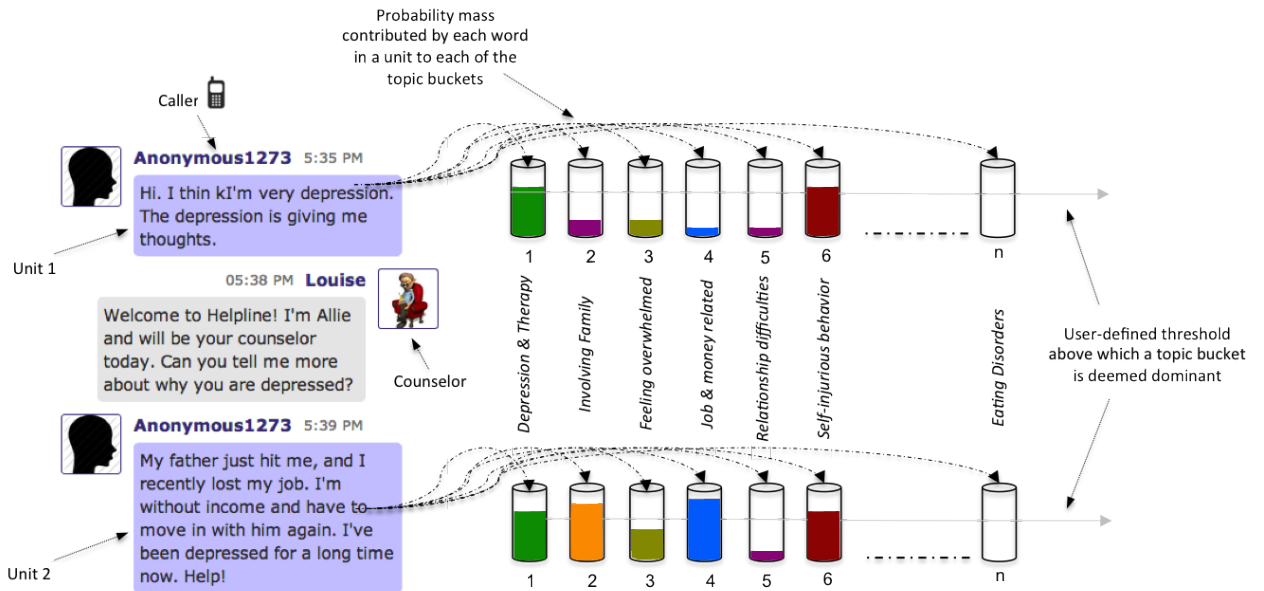 Probability mass
contributed by each word
in a unit to each of the
topic buckets
Caller
Anonymous1273 5:35 PM
Hi. I thin kI'm very depression.
The depression is giving me
thoughts.
Unit 1
05:38 PM Louise
Welcome to Helpline! I'm Allie
and will be your counselor
today. Can you tell me more
about why you are depressed?
Counselor
Anonymous1273 5:39 PM
My father just hit me, and I
recently lost my job. I'm
without income and have to
move in with him again. I've
been depressed for a long time
now. Help!
Unit 2
1 2 3 4 5 6 n
Depression & Therapy
Involving Family
Feeling overwhelmed
Job & money related
Relationship difficulties
Self-injurious behavior
Eating Disorders
User-defined threshold
above which a topic bucket
is deemed dominant
1 2 3 4 5 6 n